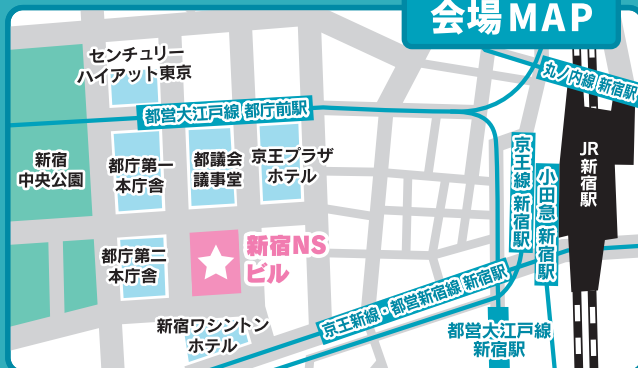 会場MAP
センチュリー
ハイアット東京
丸ノ内線 新宿駅
都営大江戸線 都庁前駅
新宿
中央公園
都庁第一
本庁舎
都議会
議事堂
京王プラザ
ホテル
京王線 新宿駅
小田急 新宿駅
JR
新宿駅
都庁第二
本庁舎
新宿NS
ビル
新宿ワシントン
ホテル
京王新線・都営新宿線 新宿駅
都営大江戸線
新宿駅